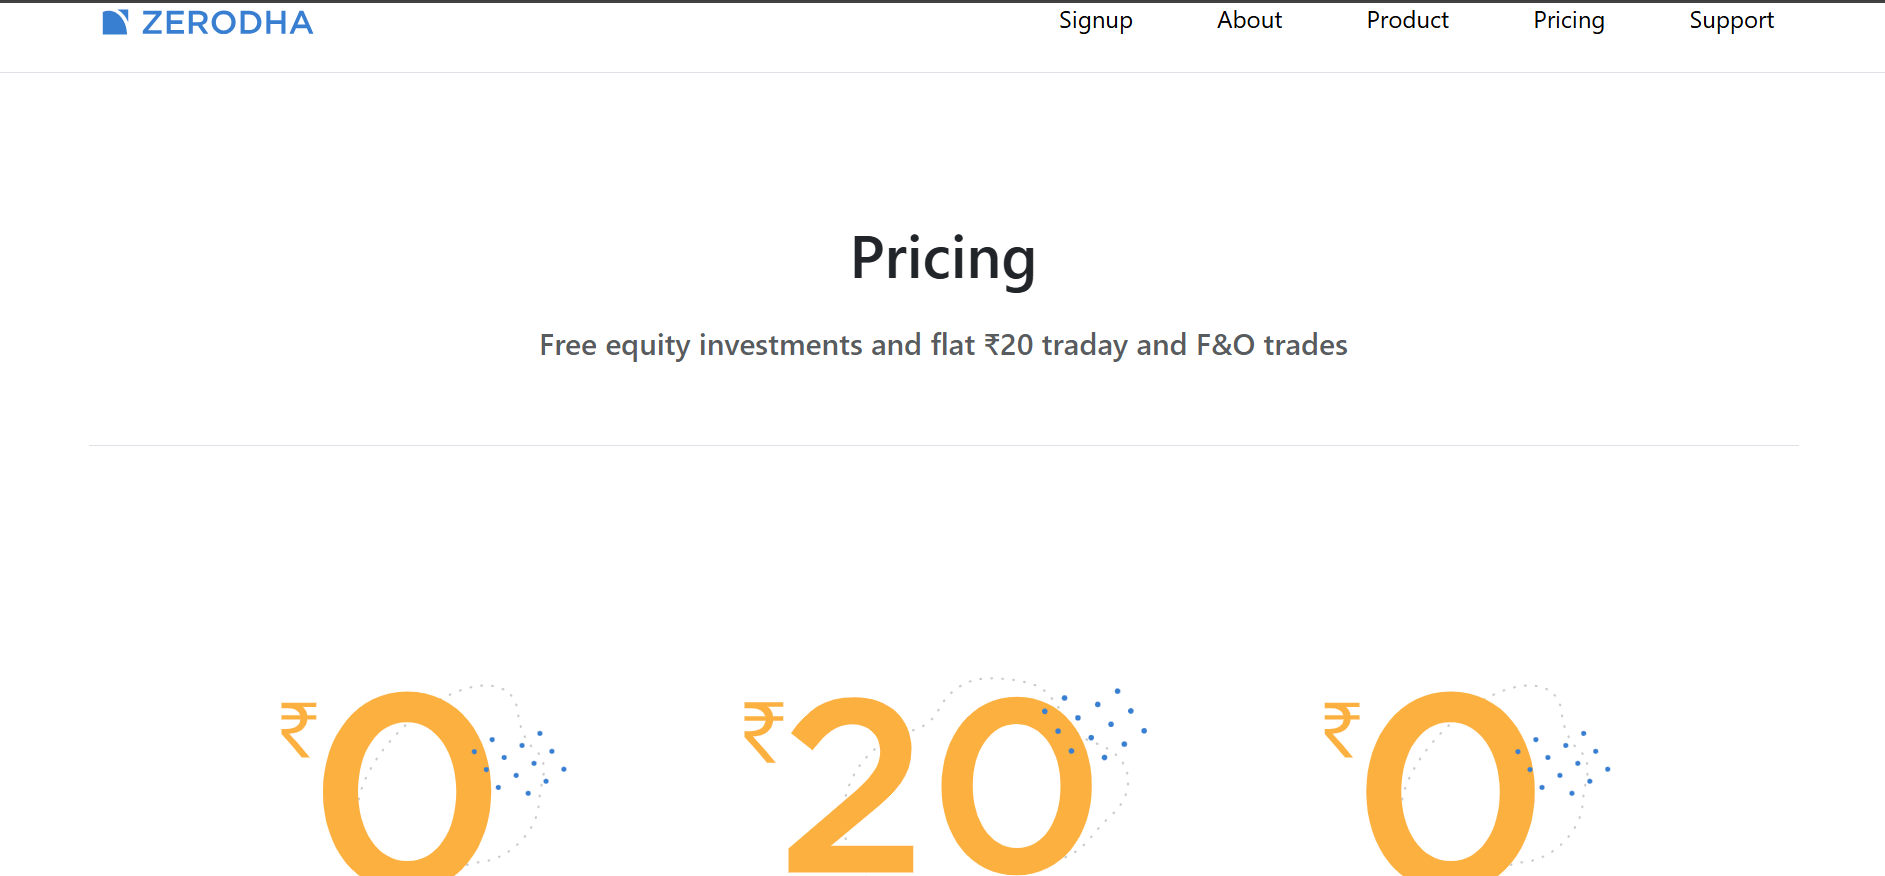 ZERODHA Signup About Product Pricing Support
Pricing
Free equity investments and flat ₹20 traday and F&O trades
₹0 ₹20 ₹0